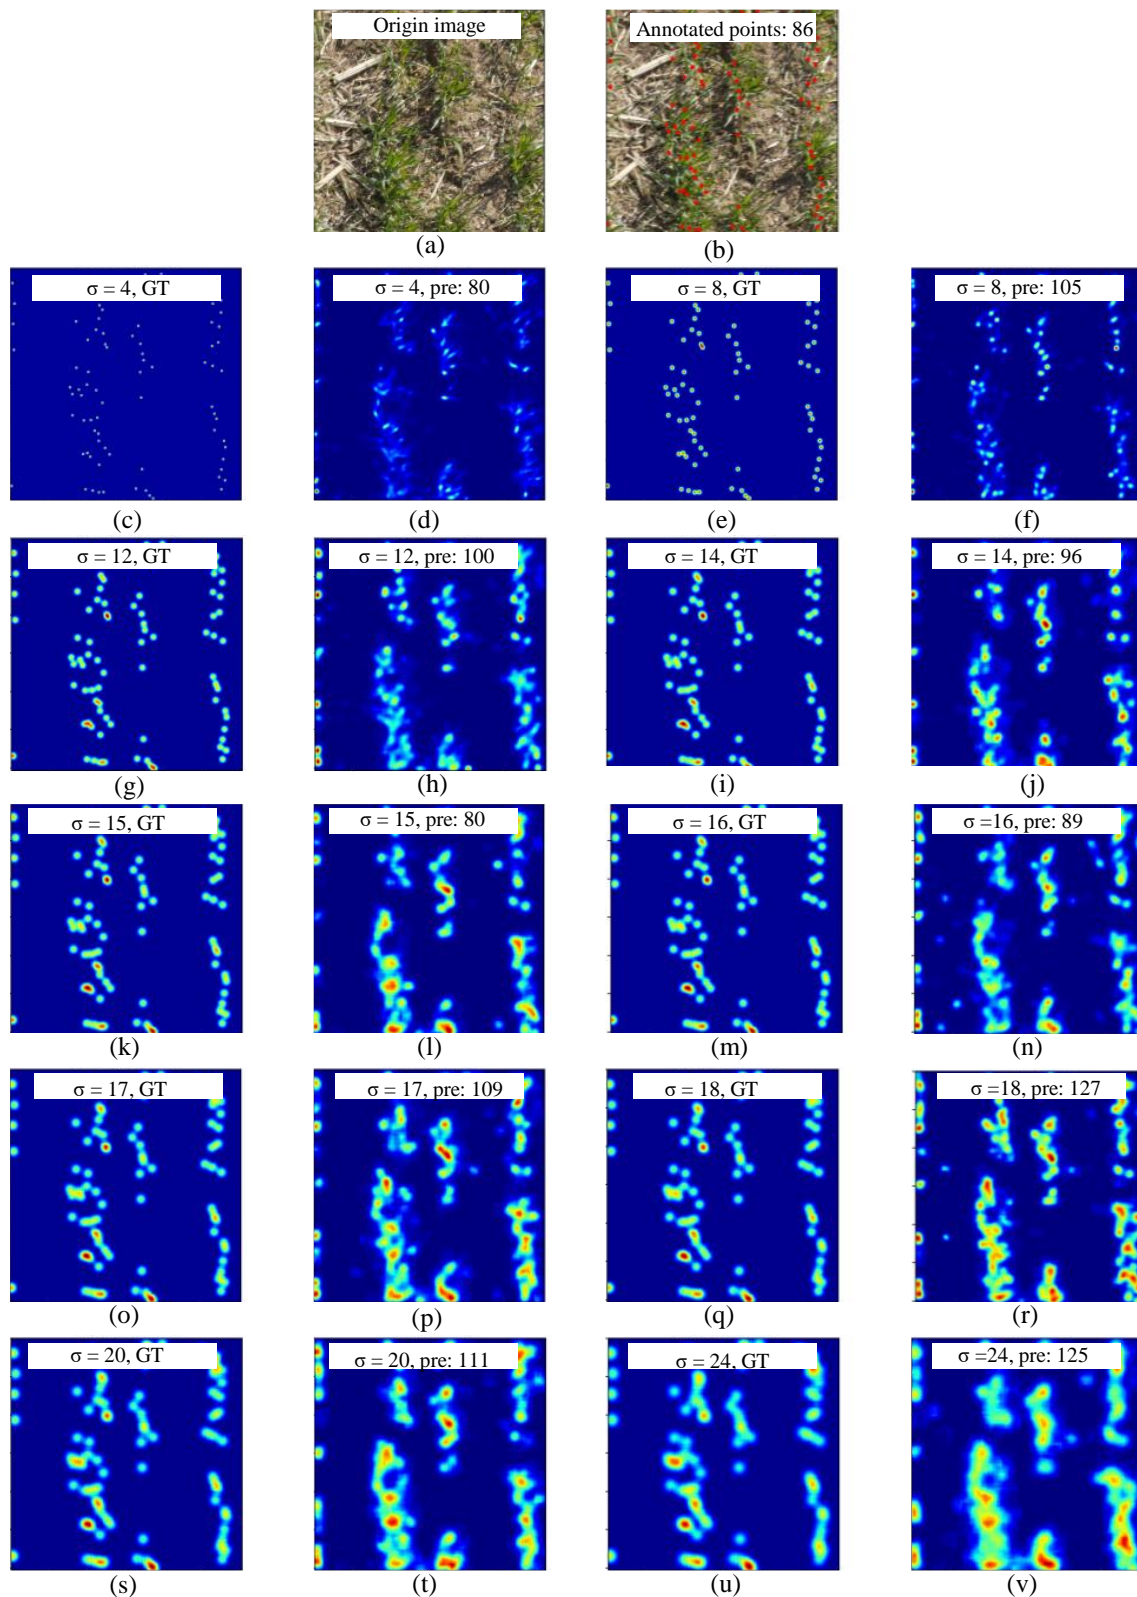 Origin image
Annotated points: 86
(a)
(b)
σ = 4, GT
σ = 4, pre: 80
σ = 8, GT
σ = 8, pre: 105
(c)
(d)
(e)
(f)
σ = 12, GT
σ = 12, pre: 100
σ = 14, GT
σ = 14, pre: 96
(g)
(h)
(i)
(j)
σ = 15, GT
σ = 15, pre: 80
σ = 16, GT
σ =16, pre: 89
(k)
(l)
(m)
(n)
σ = 17, GT
σ = 17, pre: 109
σ = 18, GT
σ =18, pre: 127
(o)
(p)
(q)
(r)
σ = 20, GT
σ = 20, pre: 111
σ = 24, GT
σ =24, pre: 125
(s)
(t)
(u)
(v)